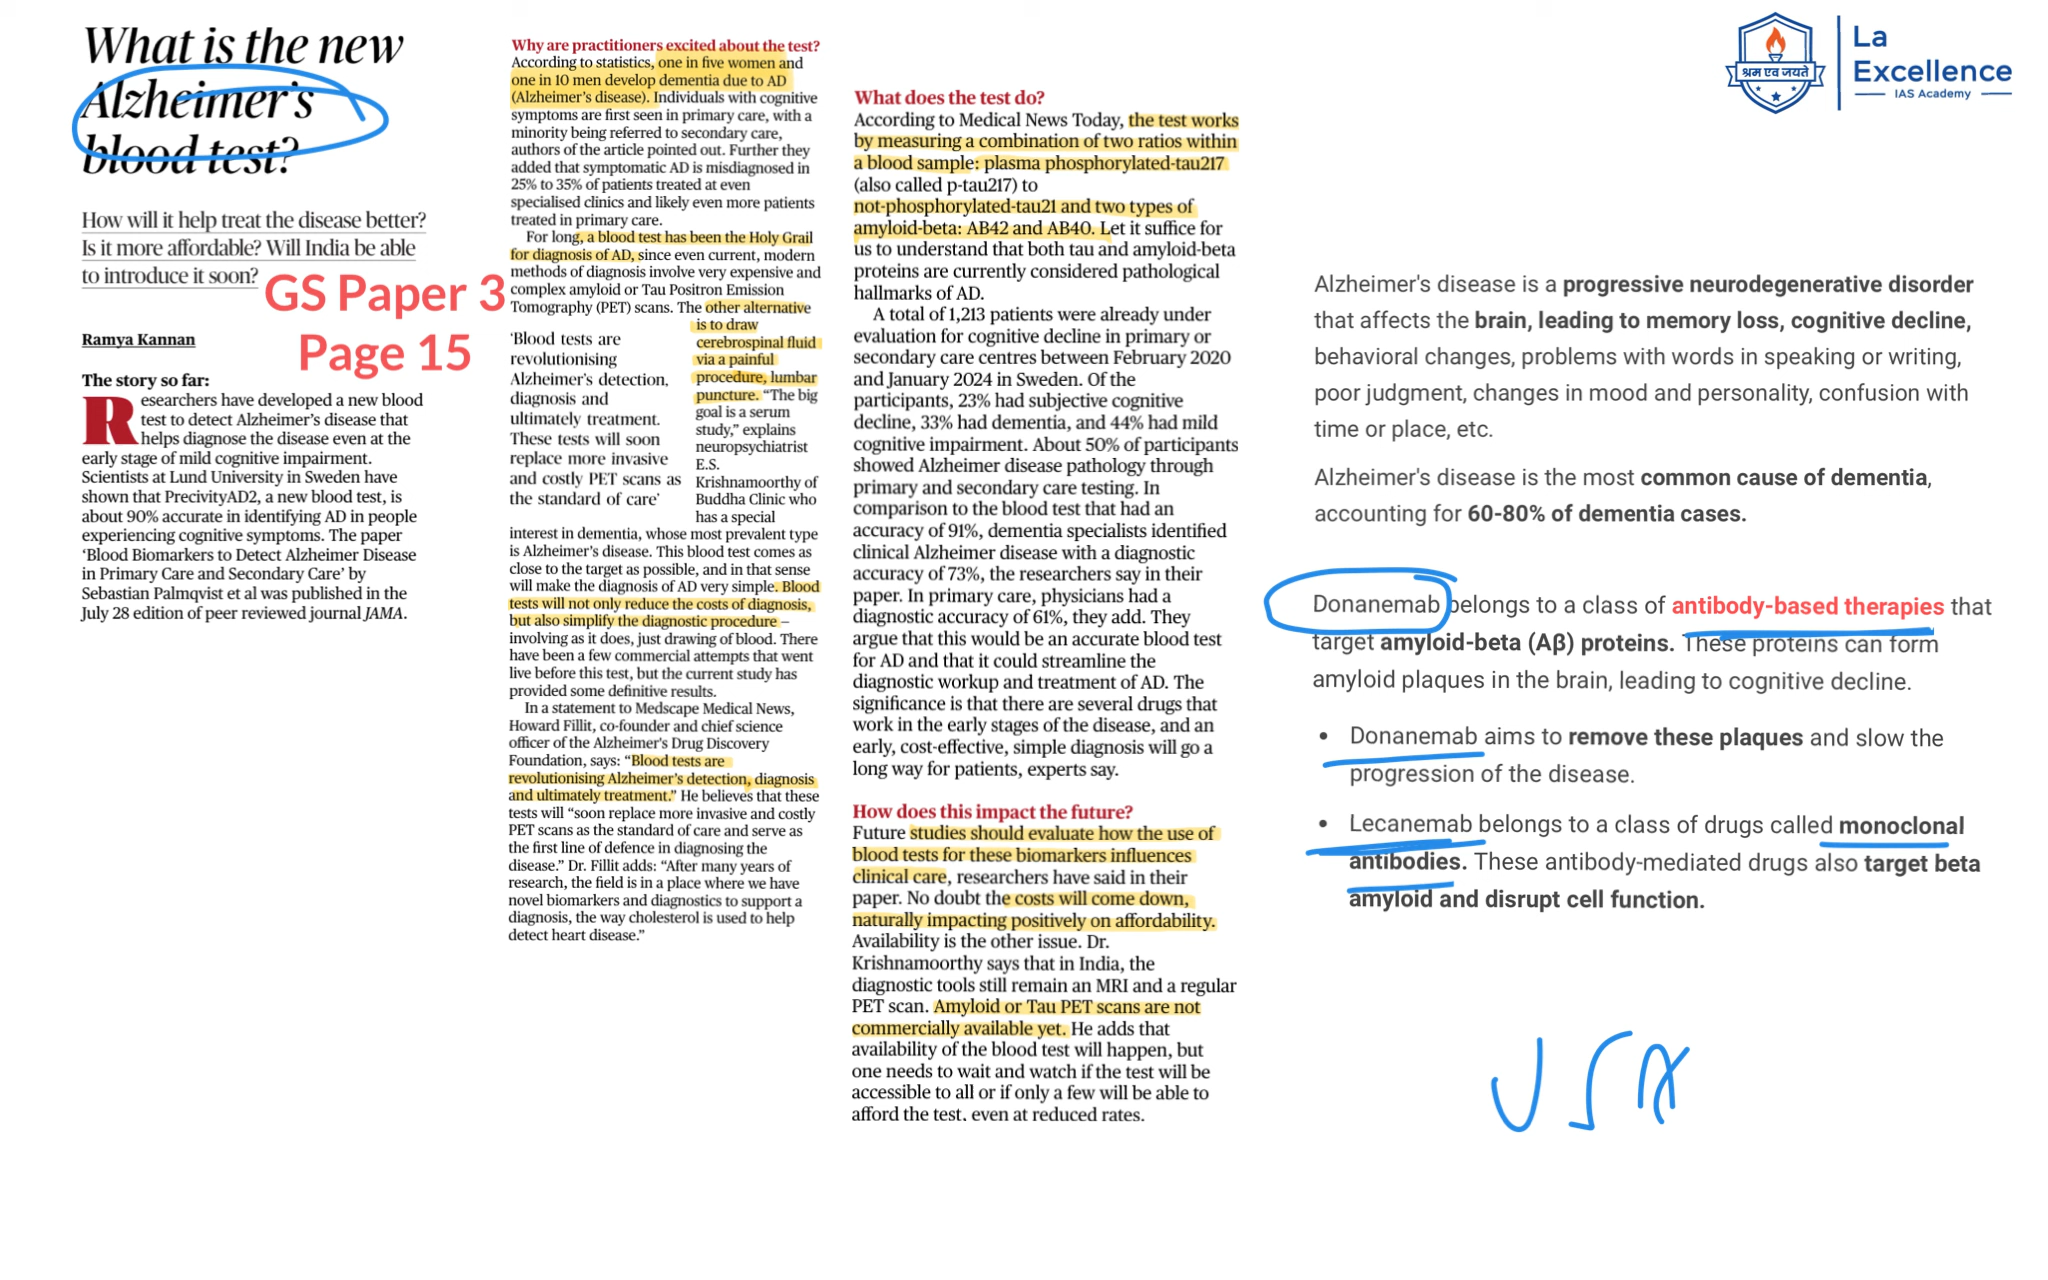 What is the new
Alzheimer's
blood test?
How will it help treat the disease better?
Is it more affordable? Will India be able
to introduce it soon?
GS Paper 3
Page 15
Ramya Kannan
The story so far:
Researchers have developed a new blood
test to detect Alzheimer's disease that
helps diagnose the disease even at the
early stage of mild cognitive impairment.
Scientists at Lund University in Sweden have
shown that PrecivityAD2, a new blood test, is
about 90% accurate in identifying AD in people
experiencing cognitive symptoms. The paper
'Blood Biomarkers to Detect Alzheimer Disease
in Primary Care and Secondary Care' by
Sebastian Palmqvist et al was published in the
July 28 edition of peer reviewed journal JAMA.
Why are practitioners excited about the test?
According to statistics, one in five women and
one in 10 men develop dementia due to AD
(Alzheimer's disease). Individuals with cognitive
symptoms are first seen in primary care, with a
minority being referred to secondary care,
authors of the article pointed out. Further they
added that symptomatic AD is misdiagnosed in
25% to 35% of patients treated at even
specialised clinics and likely even more patients
treated in primary care.
For long, a blood test has been the Holy Grail
for diagnosis of AD, since even current, modern
methods of diagnosis involve very expensive and
complex amyloid or Tau Positron Emission
Tomography (PET) scans. The other alternative
is to draw
cerebrospinal fluid
via a painful
procedure, lumbar
puncture. “The big
goal is a serum
study,” explains
neuropsychiatrist
E.S.
Krishnamoorthy of
Buddha Clinic who
has a special
'Blood tests are
revolutionising
Alzheimer's detection,
diagnosis and
ultimately treatment.
These tests will soon
replace more invasive
and costly PET scans as
the standard of care'
interest in dementia, whose most prevalent type
is Alzheimer's disease. This blood test comes as
close to the target as possible, and in that sense
will make the diagnosis of AD very simple. Blood
tests will not only reduce the costs of diagnosis,
but also simplify the diagnostic procedure –
involving as it does, just drawing of blood. There
have been a few commercial attempts that went
live before this test, but the current study has
provided some definitive results.
In a statement to Medscape Medical News,
Howard Fillit, co-founder and chief science
officer of the Alzheimer's Drug Discovery
Foundation, says: “Blood tests are
revolutionising Alzheimer's detection, diagnosis
and ultimately treatment.” He believes that these
tests will “soon replace more invasive and costly
PET scans as the standard of care and serve as
the first line of defence in diagnosing the
disease.” Dr. Fillit adds: “After many years of
research, the field is in a place where we have
novel biomarkers and diagnostics to support a
diagnosis, the way cholesterol is used to help
detect heart disease.”
What does the test do?
According to Medical News Today, the test works
by measuring a combination of two ratios within
a blood sample: plasma phosphorylated-tau217
(also called p-tau217) to
not-phosphorylated-tau21 and two types of
amyloid-beta: AB42 and AB40. Let it suffice for
us to understand that both tau and amyloid-beta
proteins are currently considered pathological
hallmarks of AD.
A total of 1,213 patients were already under
evaluation for cognitive decline in primary or
secondary care centres between February 2020
and January 2024 in Sweden. Of the
participants, 23% had subjective cognitive
decline, 33% had dementia, and 44% had mild
cognitive impairment. About 50% of participants
showed Alzheimer disease pathology through
primary and secondary care testing. In
comparison to the blood test that had an
accuracy of 91%, dementia specialists identified
clinical Alzheimer disease with a diagnostic
accuracy of 73%, the researchers say in their
paper. In primary care, physicians had a
diagnostic accuracy of 61%, they add. They
argue that this would be an accurate blood test
for AD and that it could streamline the
diagnostic workup and treatment of AD. The
significance is that there are several drugs that
work in the early stages of the disease, and an
early, cost-effective, simple diagnosis will go a
long way for patients, experts say.
How does this impact the future?
Future studies should evaluate how the use of
blood tests for these biomarkers influences
clinical care, researchers have said in their
paper. No doubt the costs will come down,
naturally impacting positively on affordability.
Availability is the other issue. Dr.
Krishnamoorthy says that in India, the
diagnostic tools still remain an MRI and a regular
PET scan. Amyloid or Tau PET scans are not
commercially available yet. He adds that
availability of the blood test will happen, but
one needs to wait and watch if the test will be
accessible to all or if only a few will be able to
afford the test, even at reduced rates.
श्रम एव जयते
La
Excellence
IAS Academy
Alzheimer's disease is a progressive neurodegenerative disorder
that affects the brain, leading to memory loss, cognitive decline,
behavioral changes, problems with words in speaking or writing,
poor judgment, changes in mood and personality, confusion with
time or place, etc.
Alzheimer's disease is the most common cause of dementia,
accounting for 60-80% of dementia cases.
Donanemab belongs to a class of antibody-based therapies that
target amyloid-beta (Aβ) proteins. These proteins can form
amyloid plaques in the brain, leading to cognitive decline.
• Donanemab aims to remove these plaques and slow the
progression of the disease.
• Lecanemab belongs to a class of drugs called monoclonal
antibodies. These antibody-mediated drugs also target beta
amyloid and disrupt cell function.
USA